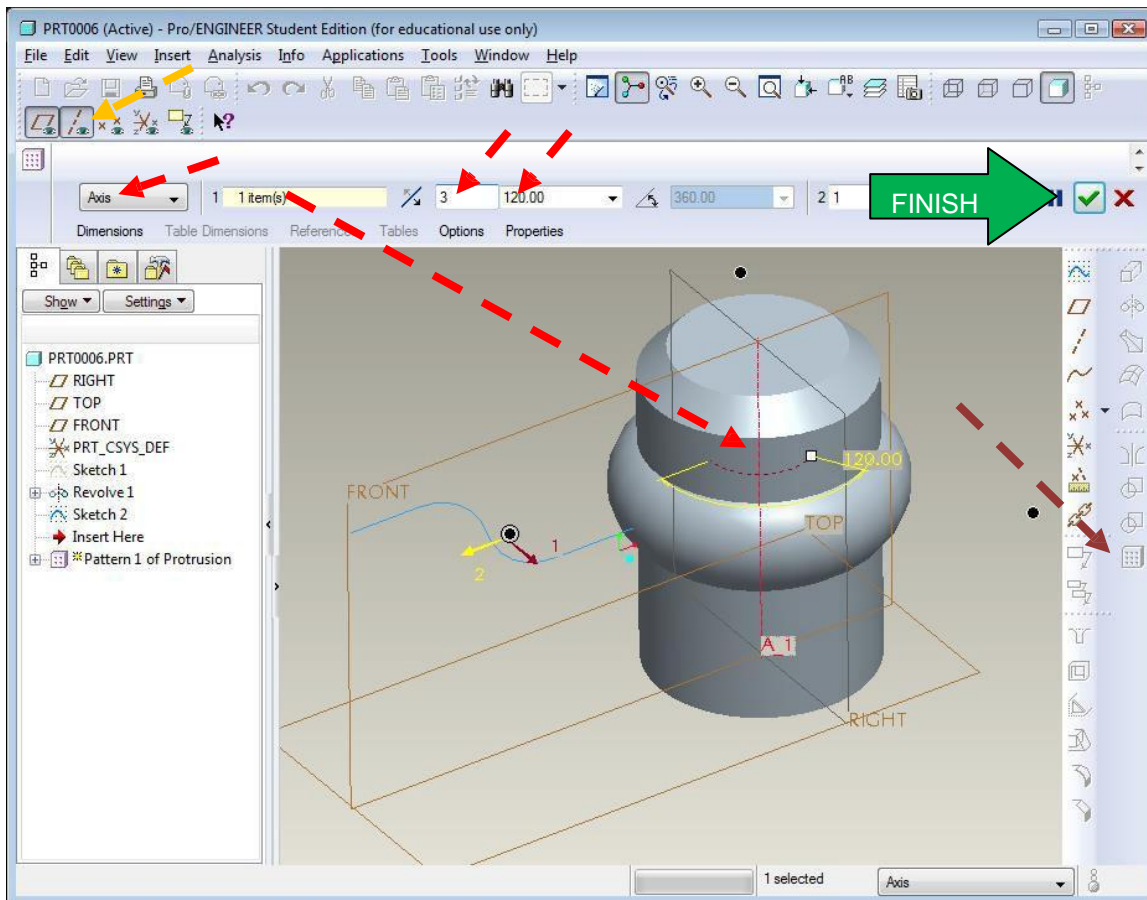 PRT0006 (Active) - Pro/ENGINEER Student Edition (for educational use only)
File Edit View Insert Analysis Info Applications Tools Window Help
Axis 1 1 item(s) 3 120.00 360.00 2 1 FINISH
Dimensions Table Dimensions References Tables Options Properties
Show Settings
PRT0006.PRT
RIGHT
TOP
FRONT
PRT_CSYS_DEF
Sketch 1
Revolve 1
Sketch 2
Insert Here
Pattern 1 of Protrusion
120.00
FRONT
TOP
1
2
A_1
RIGHT
1 selected Axis